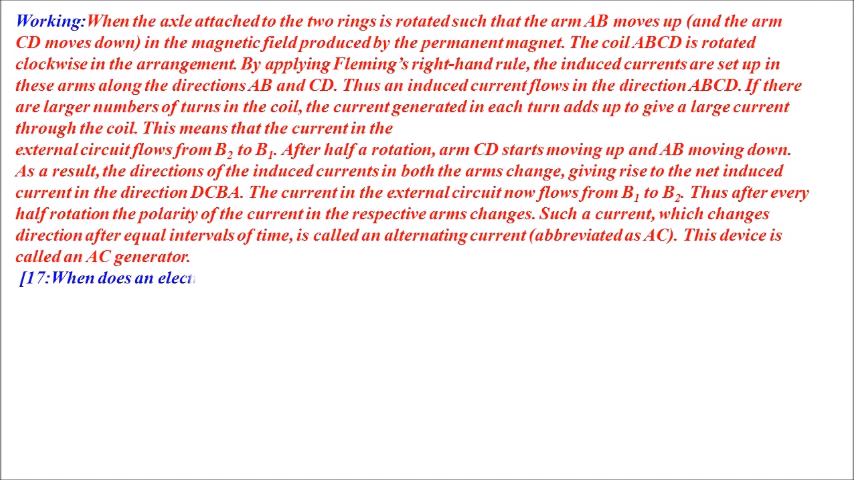 Working:When the axle attached to the two rings is rotated such that the arm AB moves up (and the arm
CD moves down) in the magnetic field produced by the permanent magnet. The coil ABCD is rotated
clockwise in the arrangement. By applying Fleming’s right-hand rule, the induced currents are set up in
these arms along the directions AB and CD. Thus an induced current flows in the direction ABCD. If there
are larger numbers of turns in the coil, the current generated in each turn adds up to give a large current
through the coil. This means that the current in the
external circuit flows from B₂ to B₁. After half a rotation, arm CD starts moving up and AB moving down.
As a result, the directions of the induced currents in both the arms change, giving rise to the net induced
current in the direction DCBA. The current in the external circuit now flows from B₁ to B₂. Thus after every
half rotation the polarity of the current in the respective arms changes. Such a current, which changes
direction after equal intervals of time, is called an alternating current (abbreviated as AC). This device is
called an AC generator.
[17:When does an elect